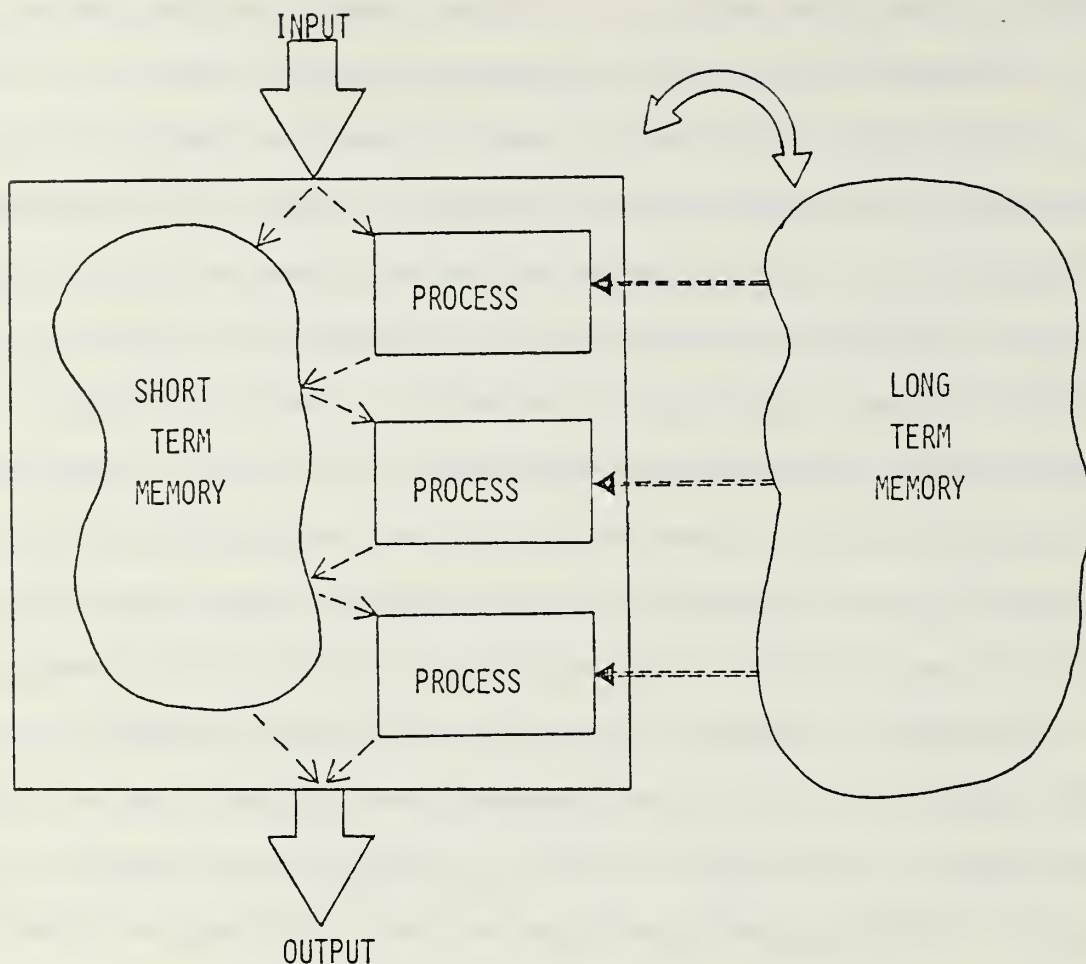 INPUT
PROCESS
SHORT
TERM
MEMORY
PROCESS
PROCESS
LONG
TERM
MEMORY
OUTPUT